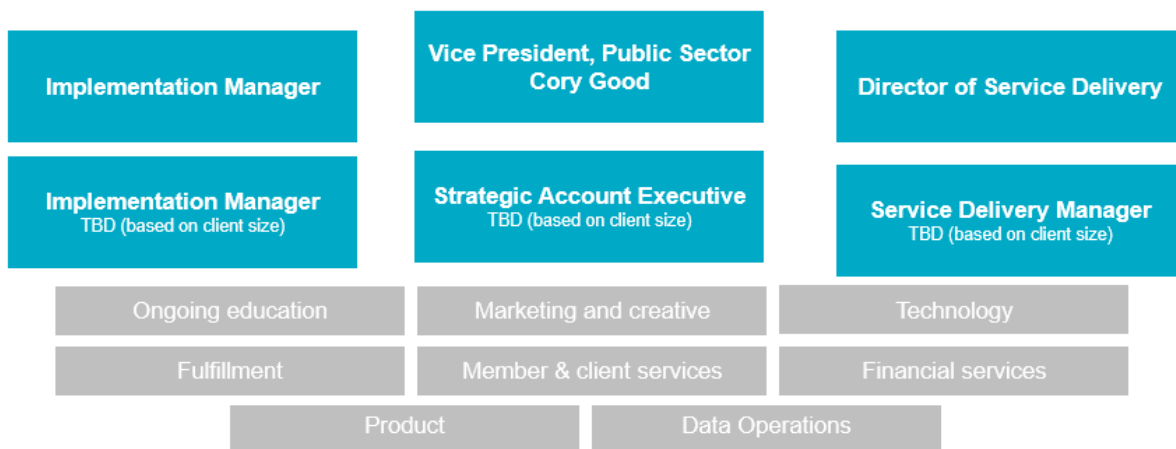 Implementation Manager
Vice President, Public Sector
Cory Good
Director of Service Delivery
Implementation Manager
TBD (based on client size)
Strategic Account Executive
TBD (based on client size)
Service Delivery Manager
TBD (based on client size)
Ongoing education
Marketing and creative
Technology
Fulfillment
Member & client services
Financial services
Product
Data Operations